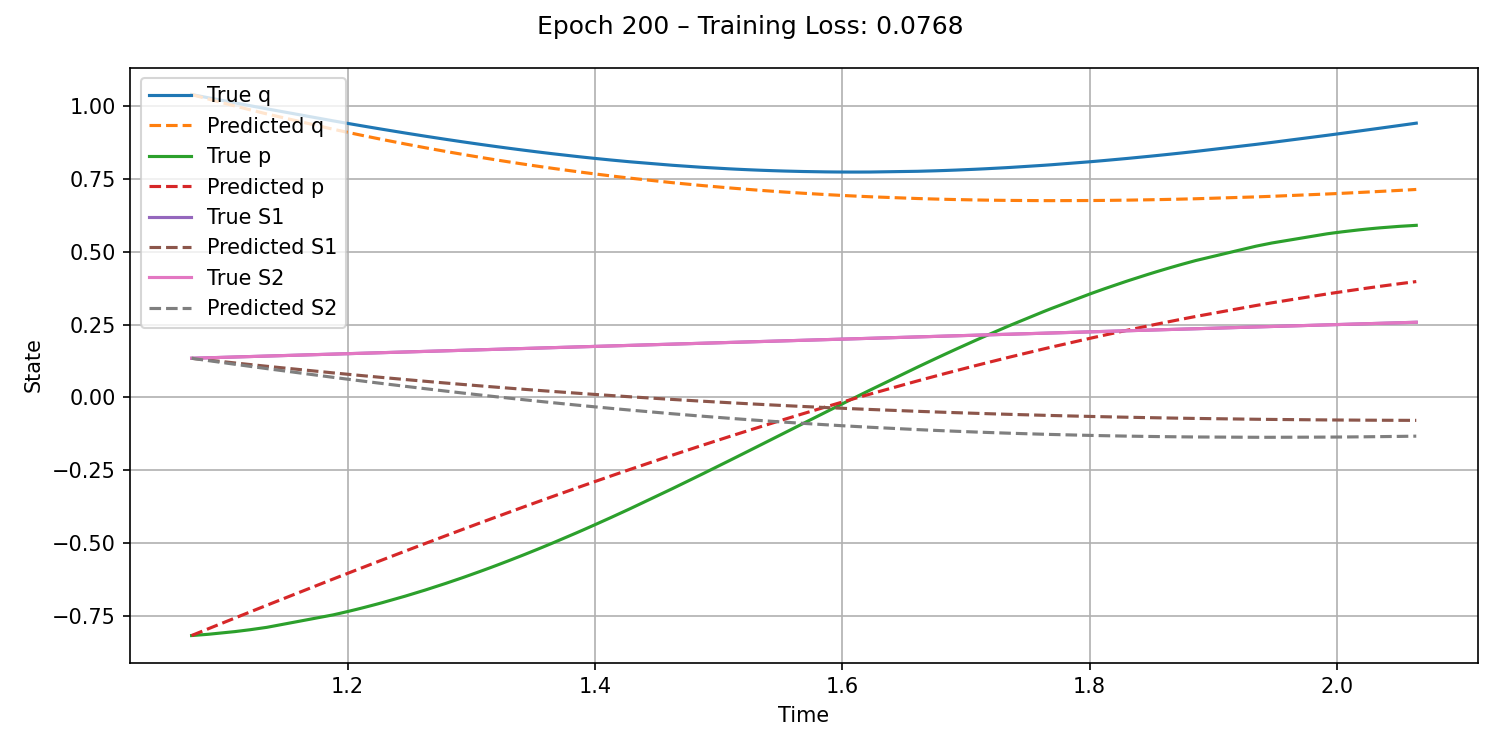 Epoch 200 – Training Loss: 0.0768
True q
Predicted q
True p
Predicted p
True S1
Predicted S1
True S2
Predicted S2
State
1.00
0.75
0.50
0.25
0.00
−0.25
−0.50
−0.75
1.2
1.4
1.6
1.8
2.0
Time